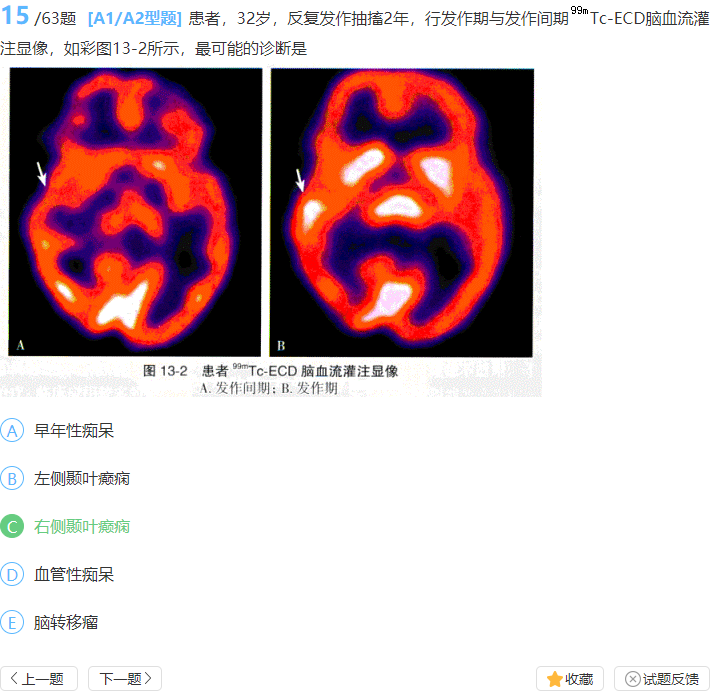 15 /63题 [A1/A2型题] 患者，32岁，反复发作抽搐2年，行发作期与发作间期99mTc-ECD脑血流灌
注显像，如彩图13-2所示，最可能的诊断是
A
B
图 13-2 患者 99mTc-ECD 脑血流灌注显像
A. 发作间期; B. 发作期
A 早年性痴呆
B 左侧颞叶癫痫
C 右侧颞叶癫痫
D 血管性痴呆
E 脑转移瘤
上一题 下一题 收藏 试题反馈